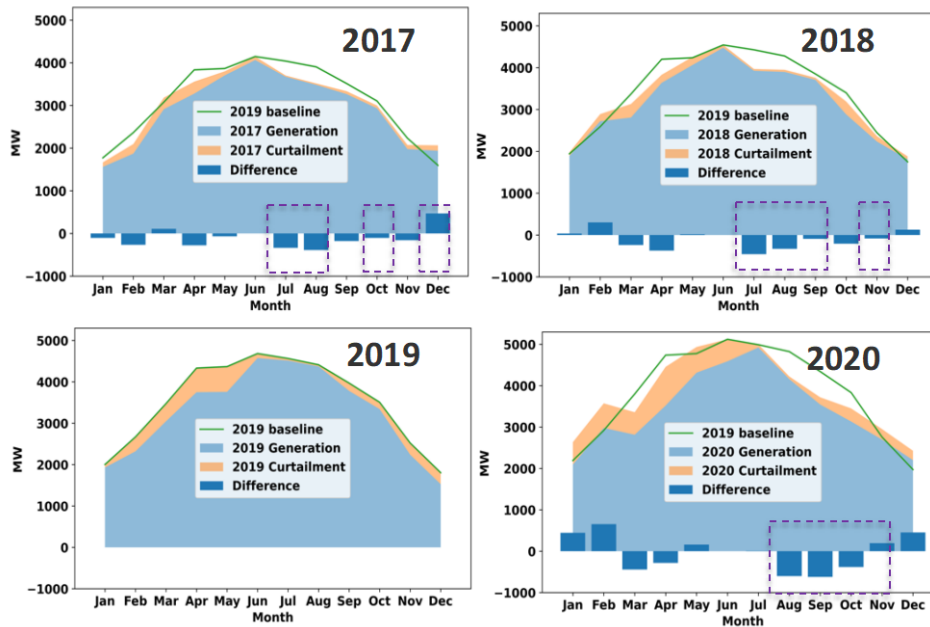 2017
5000
4000
3000
2000
1000
0
−1000
MW
2019 baseline
2017 Generation
2017 Curtailment
Difference
Jan Feb Mar Apr May Jun Jul Aug Sep Oct Nov Dec
Month
2018
5000
4000
3000
2000
1000
0
−1000
MW
2019 baseline
2018 Generation
2018 Curtailment
Difference
Jan Feb Mar Apr May Jun Jul Aug Sep Oct Nov Dec
Month
2019
5000
4000
3000
2000
1000
0
−1000
MW
2019 baseline
2019 Generation
2019 Curtailment
Difference
Jan Feb Mar Apr May Jun Jul Aug Sep Oct Nov Dec
Month
2020
5000
4000
3000
2000
1000
0
−1000
MW
2019 baseline
2020 Generation
2020 Curtailment
Difference
Jan Feb Mar Apr May Jun Jul Aug Sep Oct Nov Dec
Month